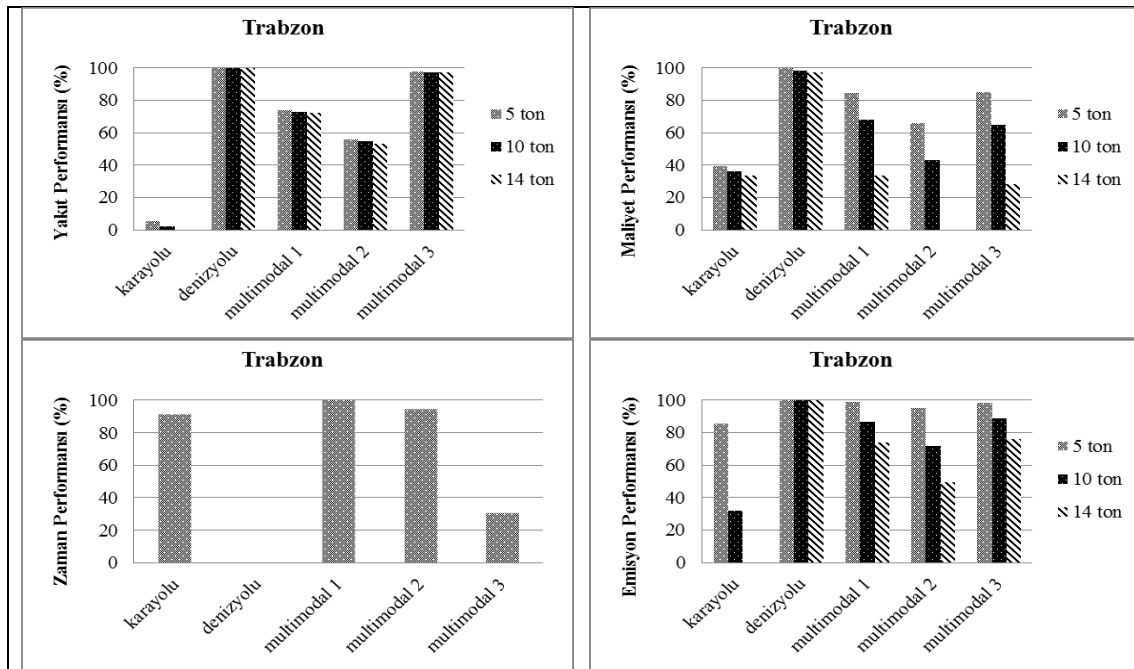 Trabzon
Yakıt Performansı (%)
100
80
60
40
20
0
karayolu
denizyolu
multimodal 1
multimodal 2
multimodal 3
5 ton
10 ton
14 ton
Trabzon
Maliyet Performansı (%)
100
80
60
40
20
0
karayolu
denizyolu
multimodal 1
multimodal 2
multimodal 3
5 ton
10 ton
14 ton
Trabzon
Zaman Performansı (%)
100
80
60
40
20
0
karayolu
denizyolu
multimodal 1
multimodal 2
multimodal 3
Trabzon
Emisyon Performansı (%)
100
80
60
40
20
0
karayolu
denizyolu
multimodal 1
multimodal 2
multimodal 3
5 ton
10 ton
14 ton